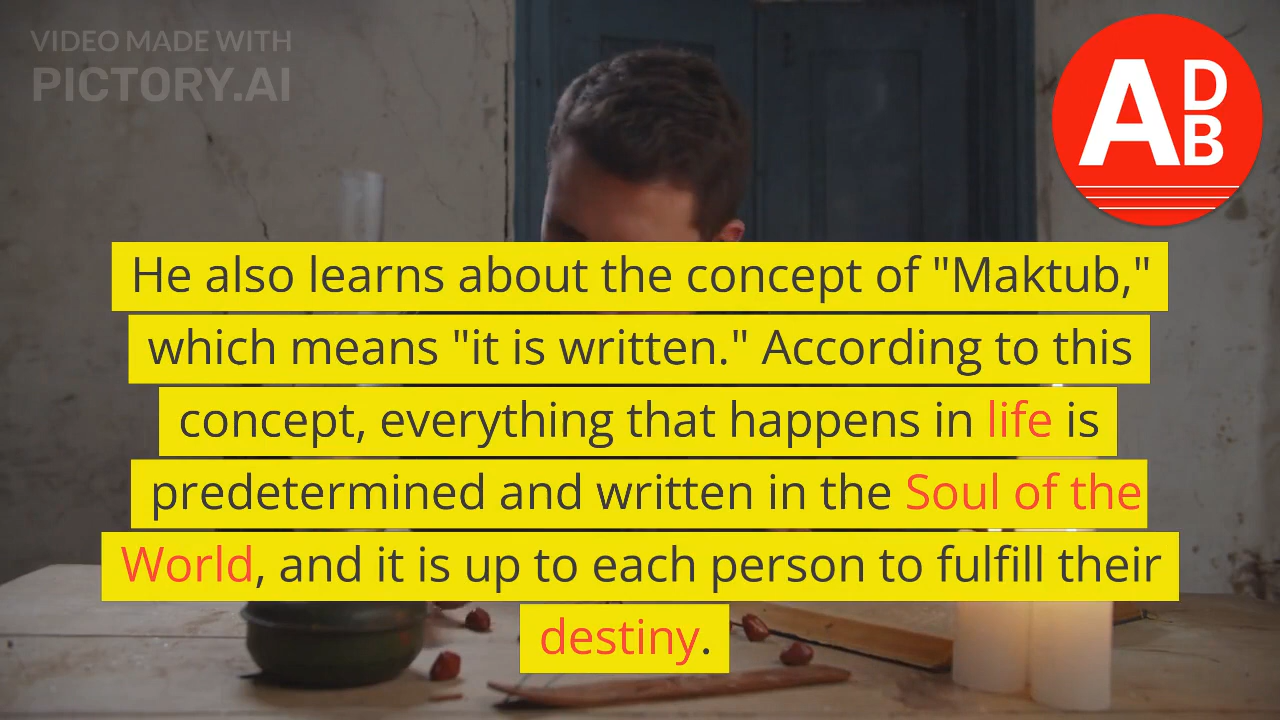 VIDEO MADE WITH
PICTORY.AI
A
D
B
He also learns about the concept of "Maktub,"
which means "it is written." According to this
concept, everything that happens in life is
predetermined and written in the Soul of the
World, and it is up to each person to fulfill their
destiny.